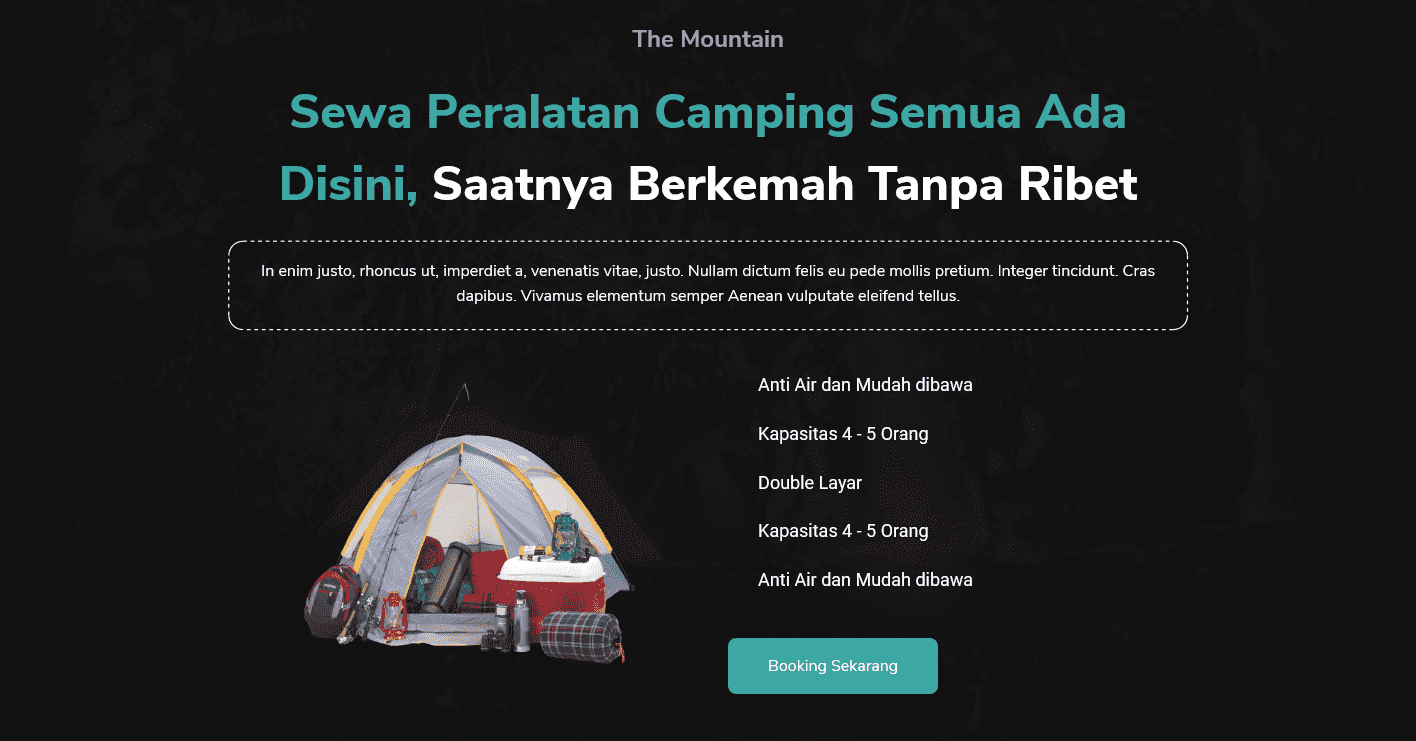 The Mountain
Sewa Peralatan Camping Semua Ada
Disini, Saatnya Berkemah Tanpa Ribet
In enim justo, rhoncus ut, imperdiet a, venenatis vitae, justo. Nullam dictum felis eu pede mollis pretium. Integer tincidunt. Cras
dapibus. Vivamus elementum semper Aenean vulputate eleifend tellus.
Anti Air dan Mudah dibawa
Kapasitas 4 - 5 Orang
Double Layar
Kapasitas 4 - 5 Orang
Anti Air dan Mudah dibawa
Booking Sekarang